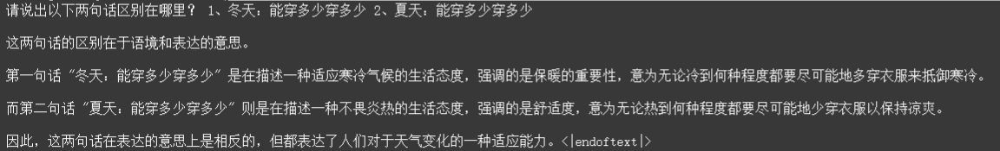 请说出以下两句话区别在哪里？ 1、冬天：能穿多少穿多少 2、夏天：能穿多少穿多少
这两句话的区别在于语境和表达的意思。
第一句话 "冬天：能穿多少穿多少" 是在描述一种适应寒冷气候的生活态度，强调的是保暖的重要性，意为无论冷到何种程度都要尽可能地多穿衣服来抵御寒冷。
而第二句话 "夏天：能穿多少穿多少" 则是在描述一种不畏炎热的生活态度，强调的是舒适度，意为无论热到何种程度都要尽可能地少穿衣服以保持凉爽。
因此，这两句话在表达的意思上是相反的，但都表达了人们对于天气变化的一种适应能力。<|endoftext|>